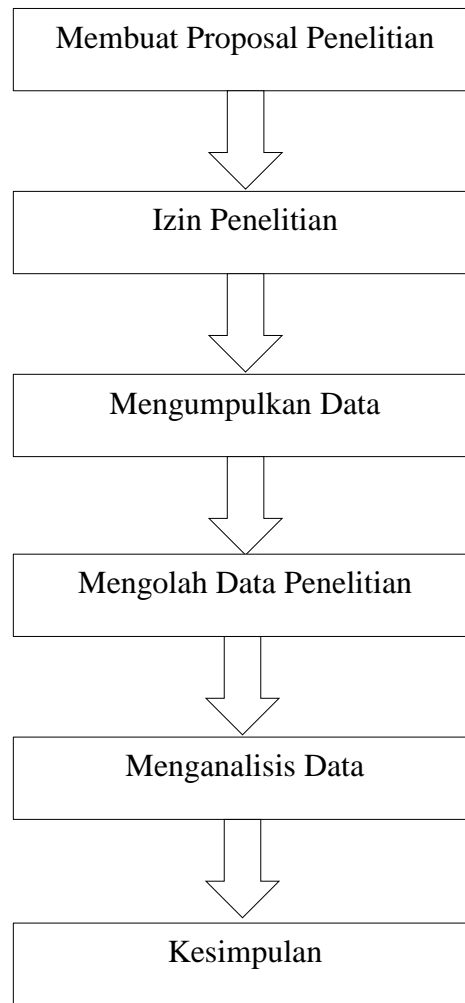 Membuat Proposal Penelitian
Izin Penelitian
Mengumpulkan Data
Mengolah Data Penelitian
Menganalisis Data
Kesimpulan